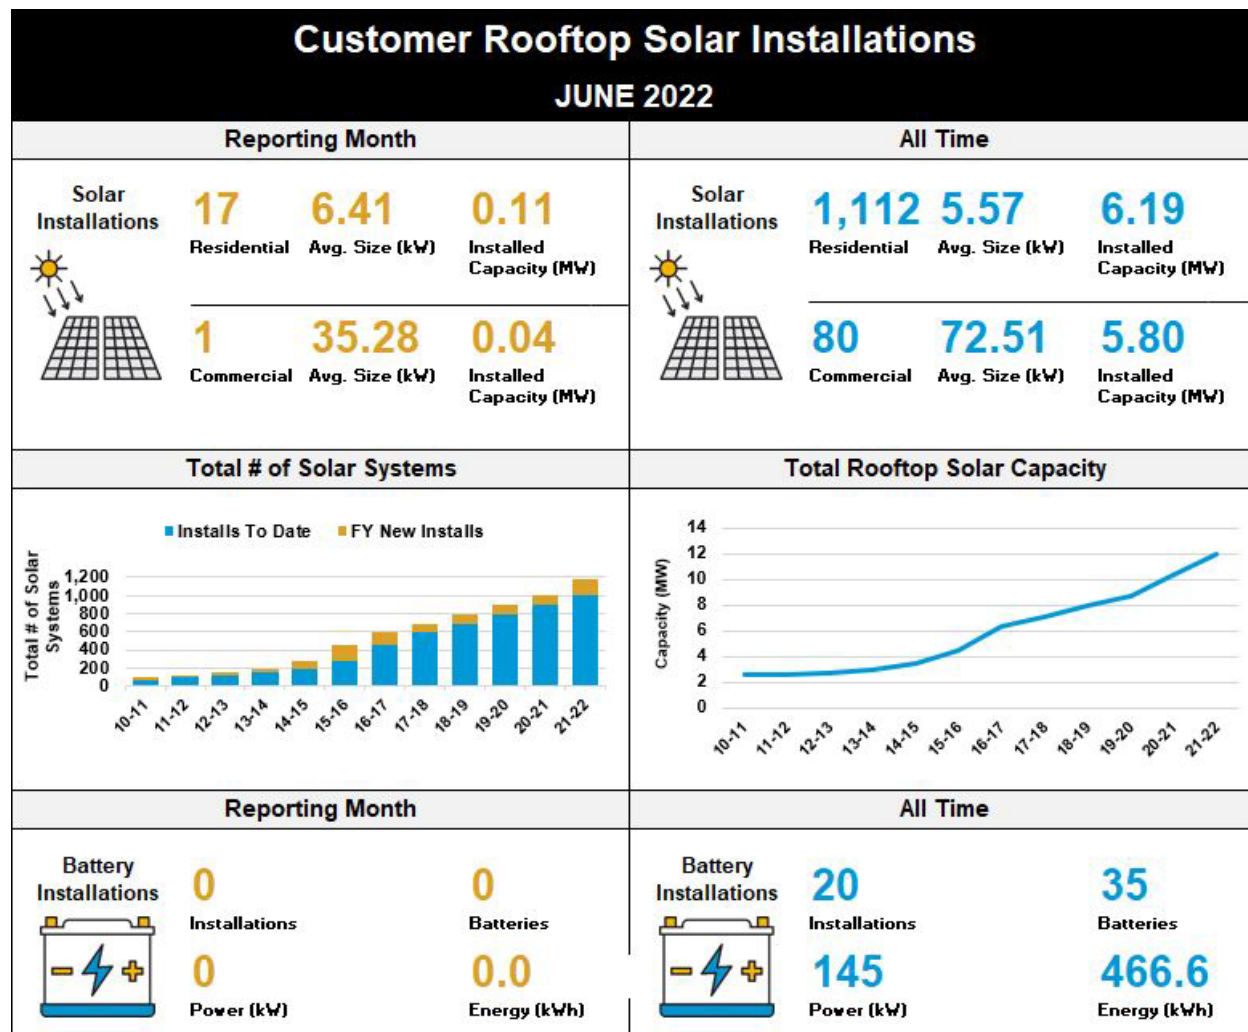 Customer Rooftop Solar Installations
JUNE 2022
Reporting Month
Solar
Installations
17
Residential
6.41
Avg. Size (kW)
0.11
Installed
Capacity (MW)
1
Commercial
35.28
Avg. Size (kW)
0.04
Installed
Capacity (MW)
All Time
Solar
Installations
1,112
Residential
5.57
Avg. Size (kW)
6.19
Installed
Capacity (MW)
80
Commercial
72.51
Avg. Size (kW)
5.80
Installed
Capacity (MW)
Total # of Solar Systems
Installs To Date
FY New Installs
Total # of Solar
Systems
1,200
1,000
800
600
400
200
0
10-11
11-12
12-13
13-14
14-15
15-16
16-17
17-18
18-19
19-20
20-21
21-22
Total Rooftop Solar Capacity
Capacity (MW)
14
12
10
8
6
4
2
0
10-11
11-12
12-13
13-14
14-15
15-16
16-17
17-18
18-19
19-20
20-21
21-22
Reporting Month
Battery
Installations
0
Installations
0
Batteries
0
Power (kW)
0.0
Energy (kWh)
All Time
Battery
Installations
20
Installations
35
Batteries
145
Power (kW)
466.6
Energy (kWh)